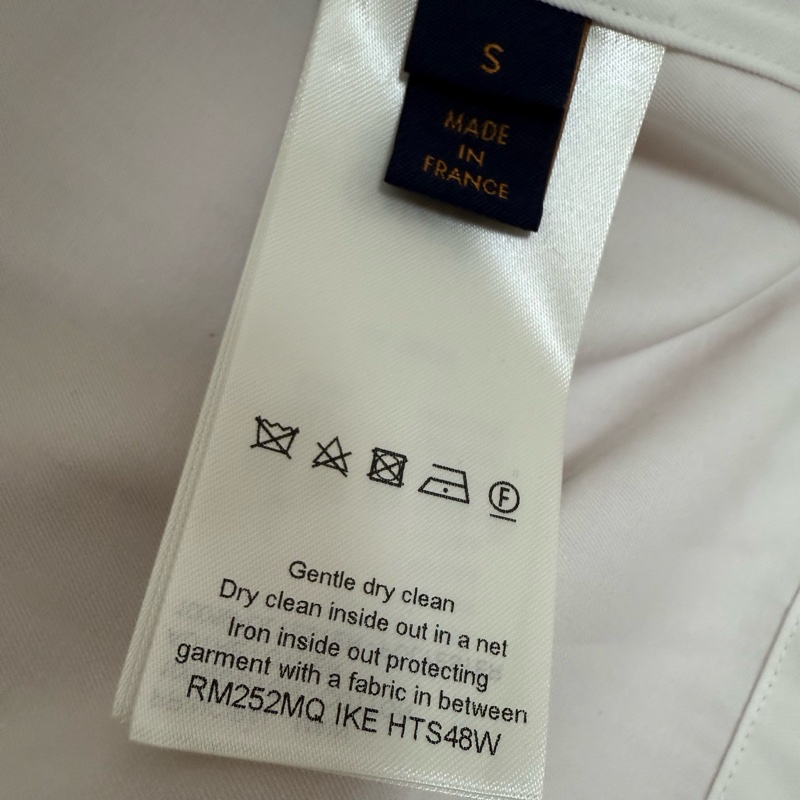 S
MADE
IN
FRANCE
F
Gentle dry clean
Dry clean inside out in a net
Iron inside out protecting
garment with a fabric in between
RM252MQ IKE HTS48W